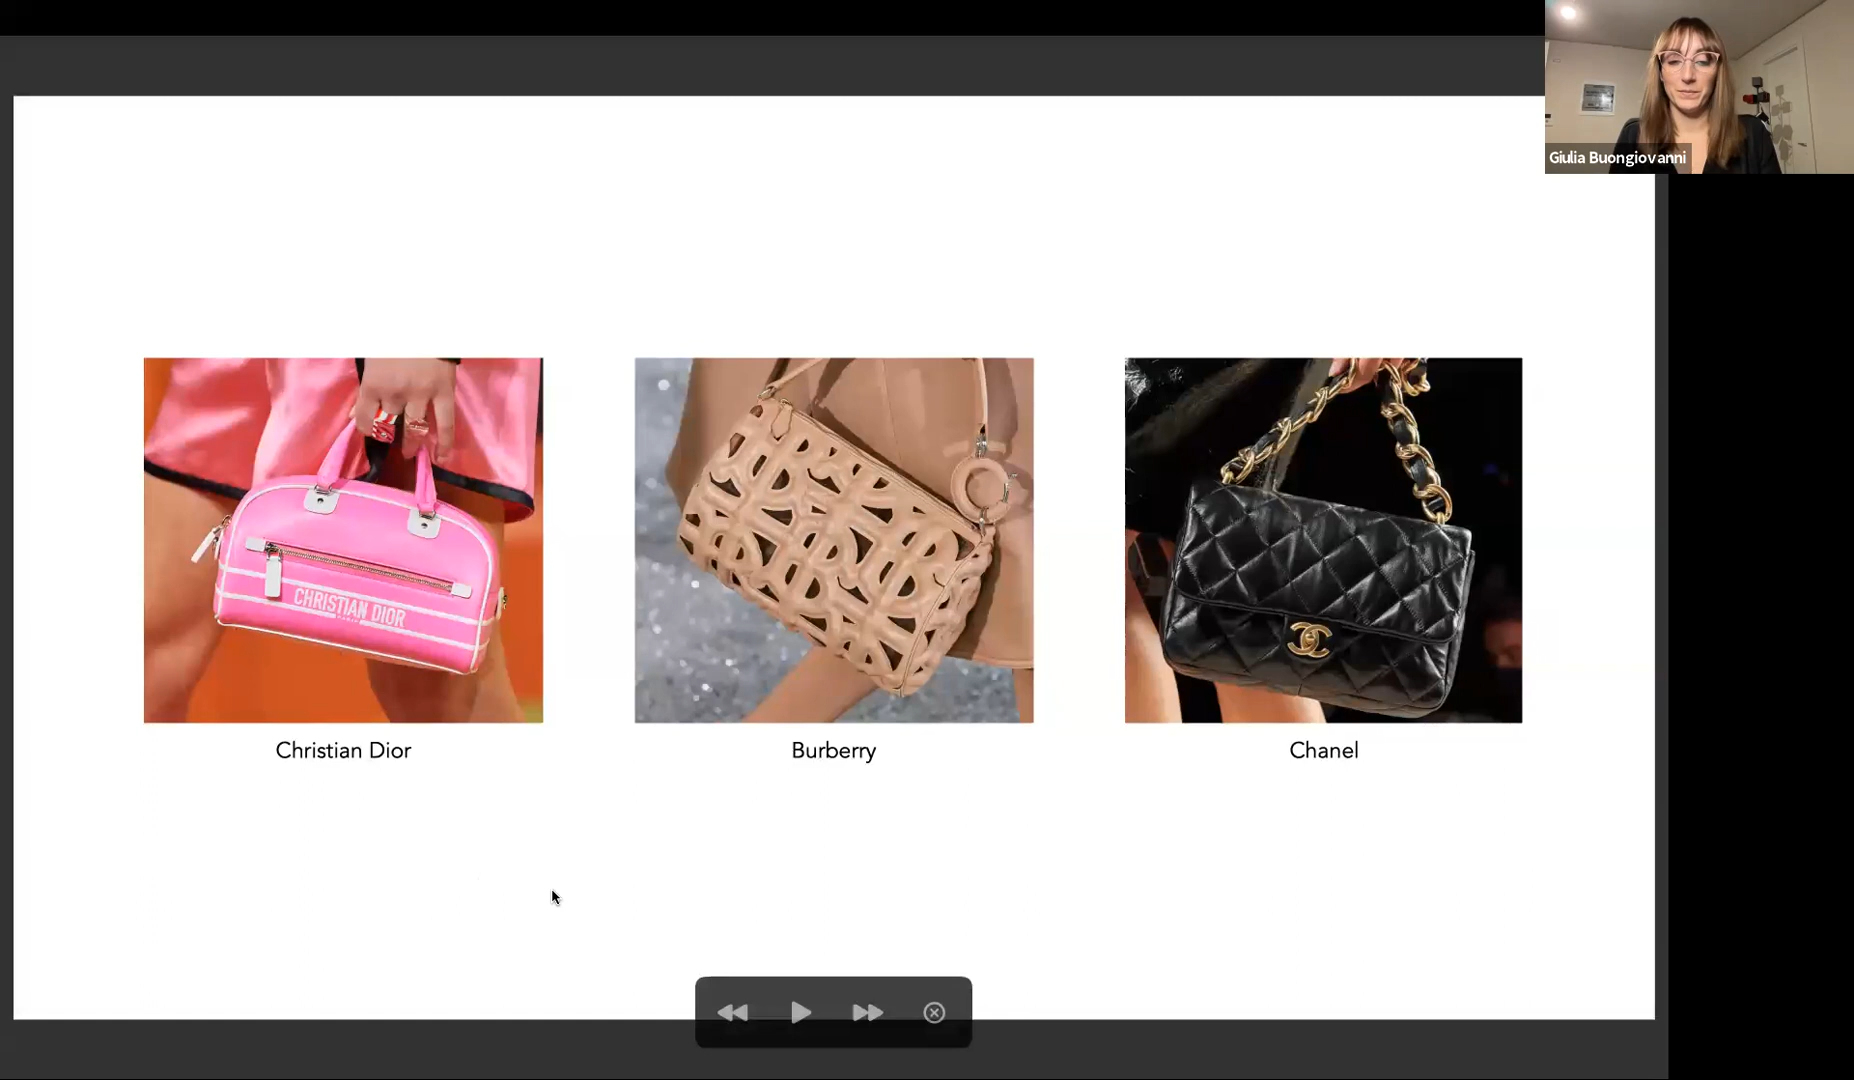 Giulia Buongiovanni
CHRISTIAN DIOR
Christian Dior
Burberry
Chanel